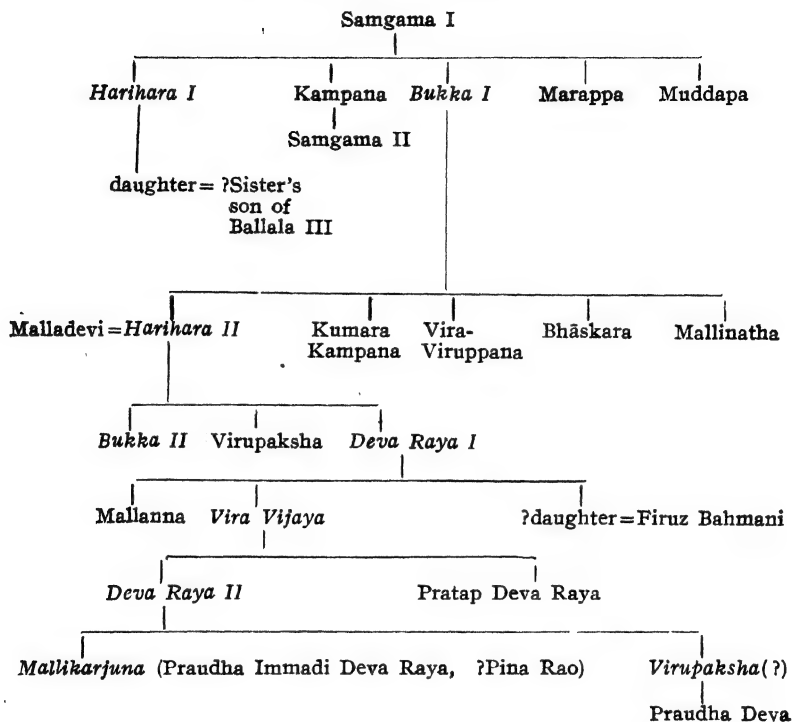 Samgama I
Harihara I Kampana Bukka I Marappa Muddapa
Samgama II
daughter= ?Sister's
son of
Ballala III
Malladevi=Harihara II Kumara Vira- Bhāskara Mallinatha
Kampana Viruppana
Bukka II Virupaksha Deva Raya I
Mallanna Vira Vijaya ?daughter=Firuz Bahmani
Deva Raya II Pratap Deva Raya
Mallikarjuna (Praudha Immadi Deva Raya, ?Pina Rao) Virupaksha(?)
Praudha Deva